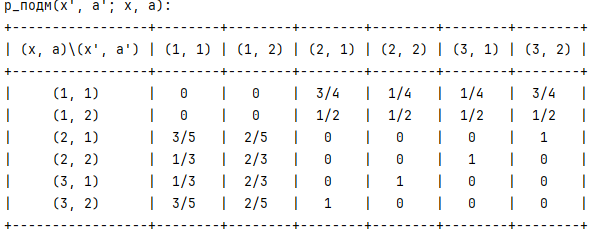 p_подм(x', a'; x, a):
+-----------------+--------+--------+--------+--------+--------+--------+
| (x, a)\(x', a') | (1, 1) | (1, 2) | (2, 1) | (2, 2) | (3, 1) | (3, 2) |
+-----------------+--------+--------+--------+--------+--------+--------+
|     (1, 1)      |   0    |   0    |  3/4   |  1/4   |  1/4   |  3/4   |
|     (1, 2)      |   0    |   0    |  1/2   |  1/2   |  1/2   |  1/2   |
|     (2, 1)      |  3/5   |  2/5   |   0    |   0    |   0    |   1    |
|     (2, 2)      |  1/3   |  2/3   |   0    |   0    |   1    |   0    |
|     (3, 1)      |  1/3   |  2/3   |   0    |   1    |   0    |   0    |
|     (3, 2)      |  3/5   |  2/5   |   1    |   0    |   0    |   0    |
+-----------------+--------+--------+--------+--------+--------+--------+